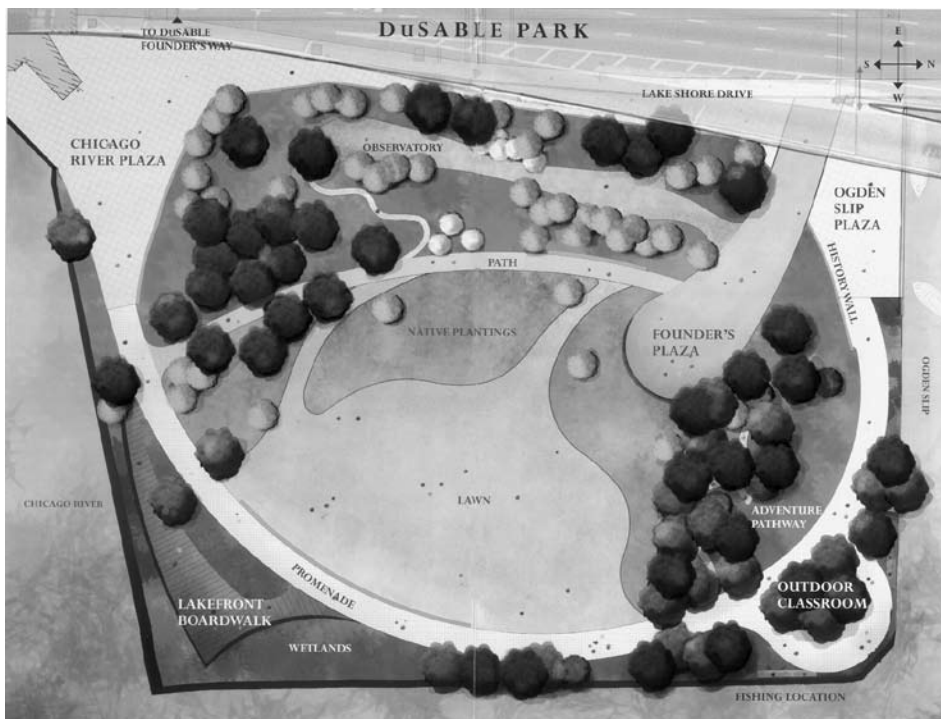 DuSABLE PARK
TO DuSABLE
FOUNDER'S WAY
E
S
N
W
LAKE SHORE DRIVE
CHICAGO
RIVER PLAZA
OBSERVATORY
OGDEN
SLIP
PLAZA
PATH
HISTORY WALL
NATIVE PLANTINGS
FOUNDER'S
PLAZA
OGDEN SLIP
CHICAGO RIVER
LAWN
ADVENTURE
PATHWAY
PROMENADE
OUTDOOR
CLASSROOM
LAKEFRONT
BOARDWALK
WETLANDS
FISHING LOCATION